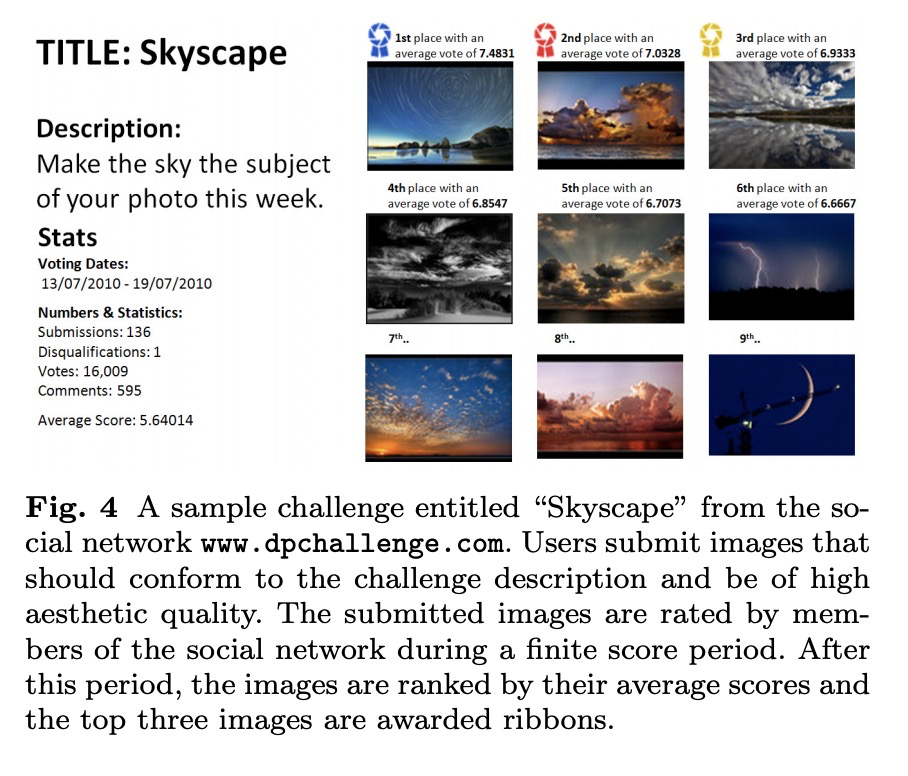 TITLE: Skyscape
Description:
Make the sky the subject
of your photo this week.
Stats
Voting Dates:
13/07/2010 - 19/07/2010
Numbers & Statistics:
Submissions: 136
Disqualifications: 1
Votes: 16,009
Comments: 595
Average Score: 5.64014
1st place with an
average vote of 7.4831
2nd place with an
average vote of 7.0328
3rd place with an
average vote of 6.9333
4th place with an
average vote of 6.8547
5th place with an
average vote of 6.7073
6th place with an
average vote of 6.6667
7th..
8th..
9th..
Fig. 4 A sample challenge entitled “Skyscape” from the so-
cial network www.dpchallenge.com. Users submit images that
should conform to the challenge description and be of high
aesthetic quality. The submitted images are rated by mem-
bers of the social network during a finite score period. After
this period, the images are ranked by their average scores and
the top three images are awarded ribbons.